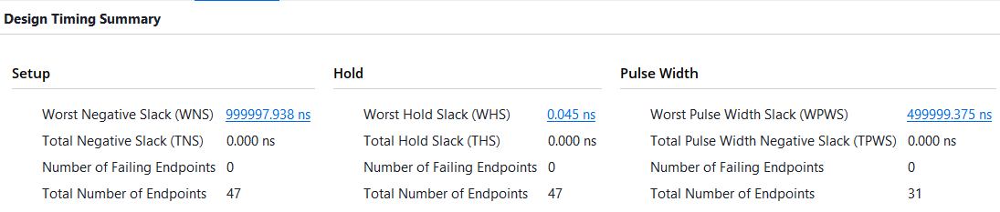 Design Timing Summary
Setup
Hold
Pulse Width
Worst Negative Slack (WNS) 999997.938 ns
Worst Hold Slack (WHS) 0.045 ns
Worst Pulse Width Slack (WPWS) 499999.375 ns
Total Negative Slack (TNS) 0.000 ns
Total Hold Slack (THS) 0.000 ns
Total Pulse Width Negative Slack (TPWS) 0.000 ns
Number of Failing Endpoints 0
Number of Failing Endpoints 0
Number of Failing Endpoints 0
Total Number of Endpoints 47
Total Number of Endpoints 47
Total Number of Endpoints 31